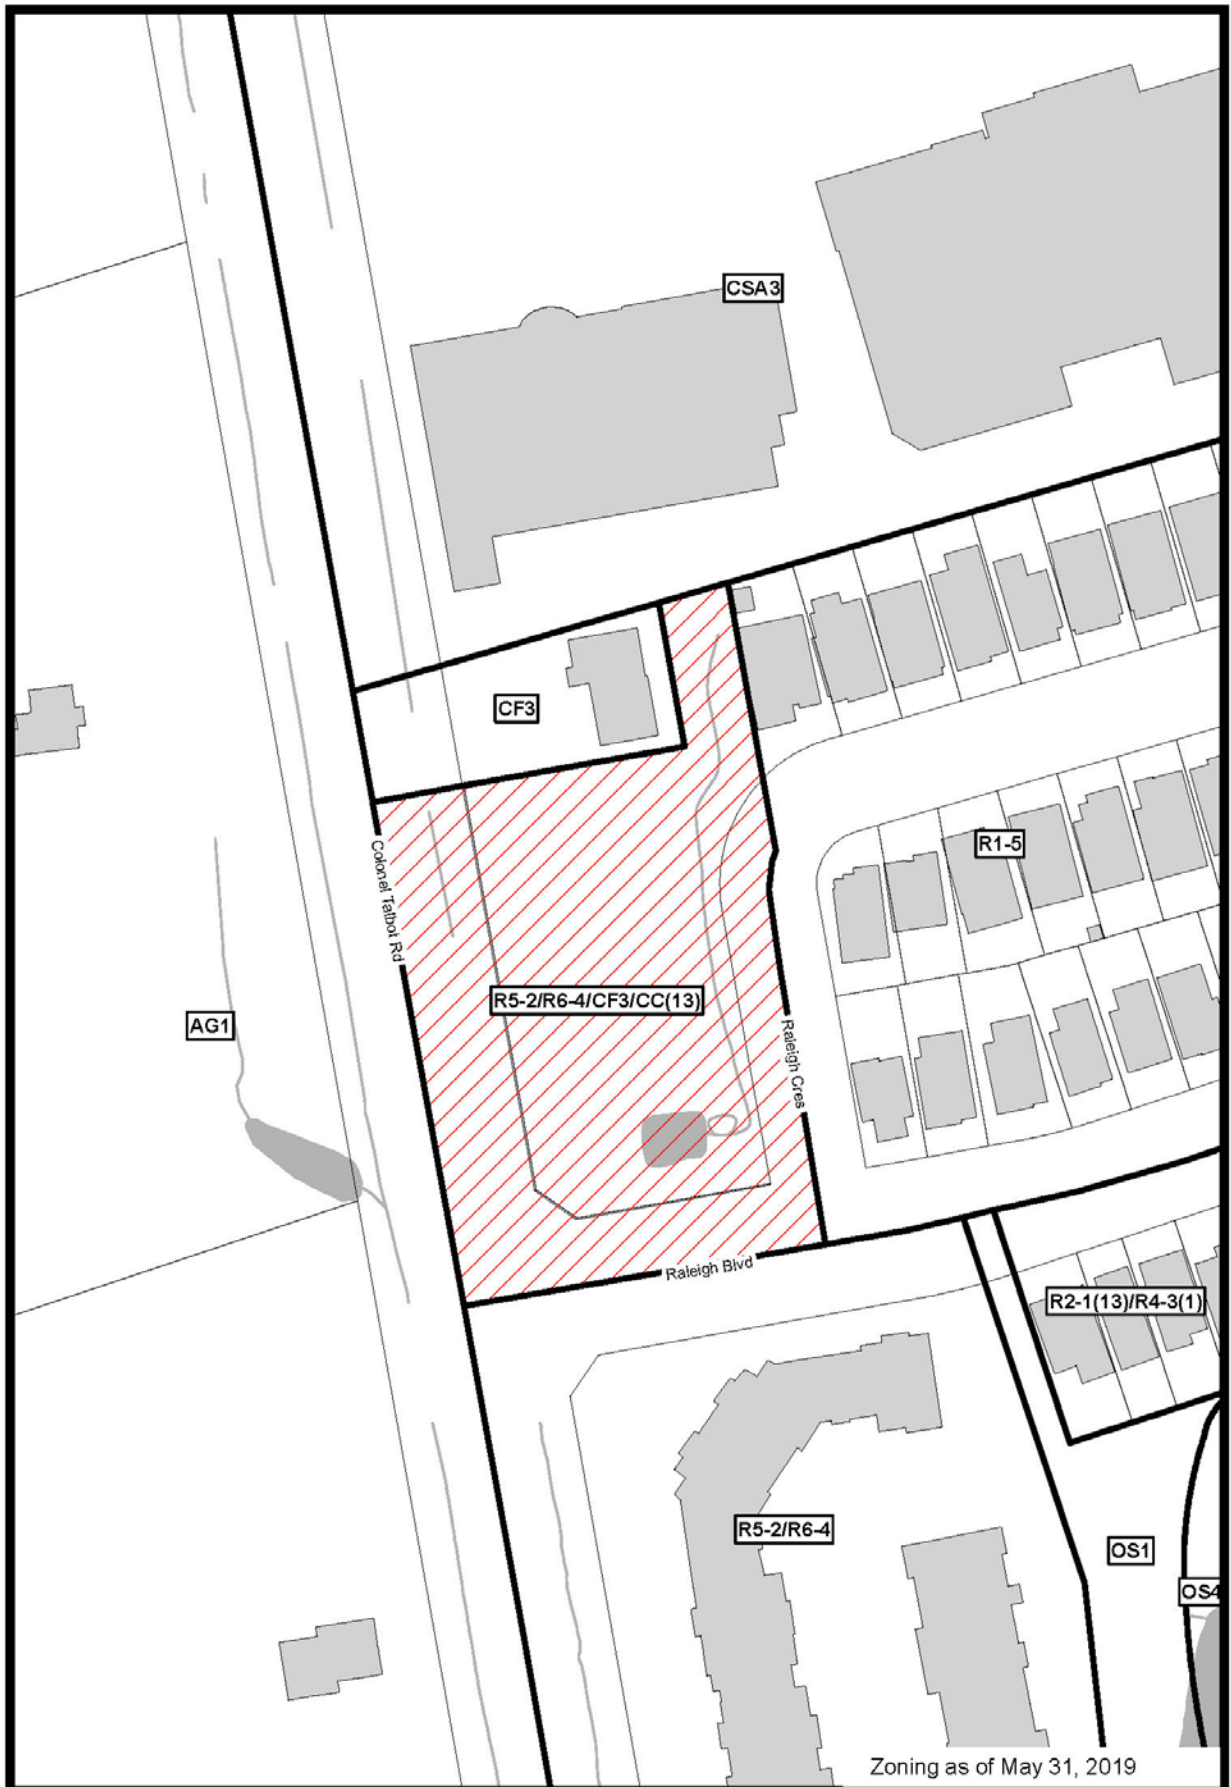 CSA3
CF3
R1-5
Colonel Talbot Rd
R5-2/R6-4/CF3/CC(13)
AG1
Raleigh Cres
Raleigh Blvd
R2-1(13)/R4-3(1)
R5-2/R6-4
OS1
OS4
Zoning as of May 31, 2019